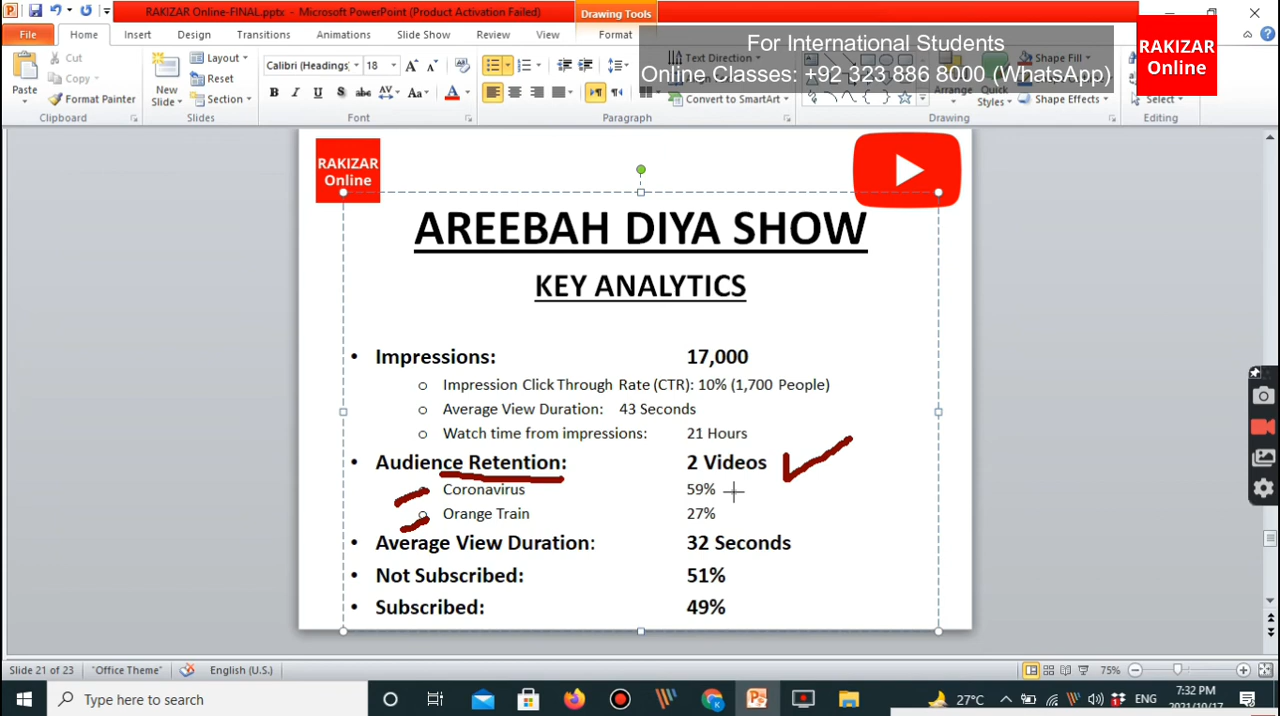 RAKIZAR Online-FINAL.pptx - Microsoft PowerPoint (Product Activation Failed)
Drawing Tools
File Home Insert Design Transitions Animations Slide Show Review View Format
For International Students
Online Classes: +92 323 886 8000 (WhatsApp)
RAKIZAR
Online
Paste
Cut
Copy
Format Painter
Clipboard
New
Slide
Layout
Reset
Section
Slides
Calibri (Headings) 18
B I U S abc AV Aa A
Font
Text Direction
Convert to SmartArt
Paragraph
Arrange
Quick
Styles
Shape Fill
Shape Effects
Drawing
Select
Editing
RAKIZAR
Online
AREEBAH DIYA SHOW
KEY ANALYTICS
• Impressions: 17,000
o Impression Click Through Rate (CTR): 10% (1,700 People)
o Average View Duration: 43 Seconds
o Watch time from impressions: 21 Hours
• Audience Retention: 2 Videos
o Coronavirus 59%
o Orange Train 27%
• Average View Duration: 32 Seconds
• Not Subscribed: 51%
• Subscribed: 49%
Slide 21 of 23 "Office Theme" English (U.S.) 75%
Type here to search
27°C ENG 7:32 PM
2021/10/17